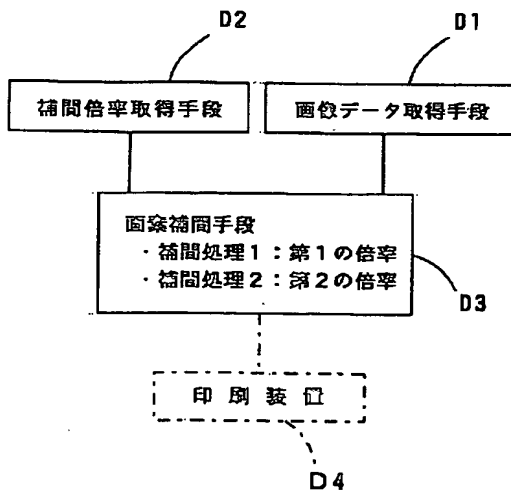 D2
D1
補間倍率取得手段
画像データ取得手段
画素補間手段
・補間処理1：第1の倍率
・補間処理2：第2の倍率
D3
印刷装置
D4